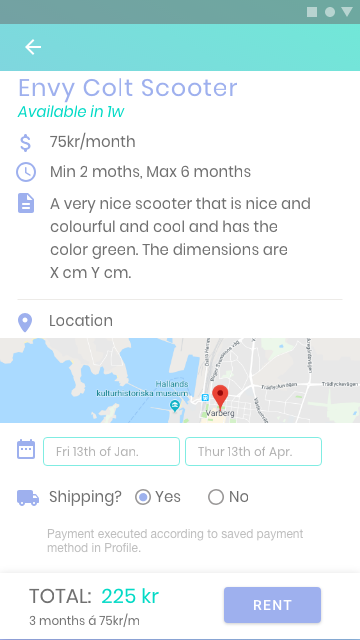 Envy Colt Scooter
Available in 1w
75kr/month
Min 2 moths, Max 6 months
A very nice scooter that is nice and
colourful and cool and has the
color green. The dimensions are
X cm Y cm.
Location
Hallands
kulturhistoriska museum
Varberg
Träslövsvägen
Fri 13th of Jan.
Thur 13th of Apr.
Shipping?
Yes
No
Payment executed according to saved payment
method in Profile.
TOTAL: 225 kr
3 months á 75kr/m
RENT